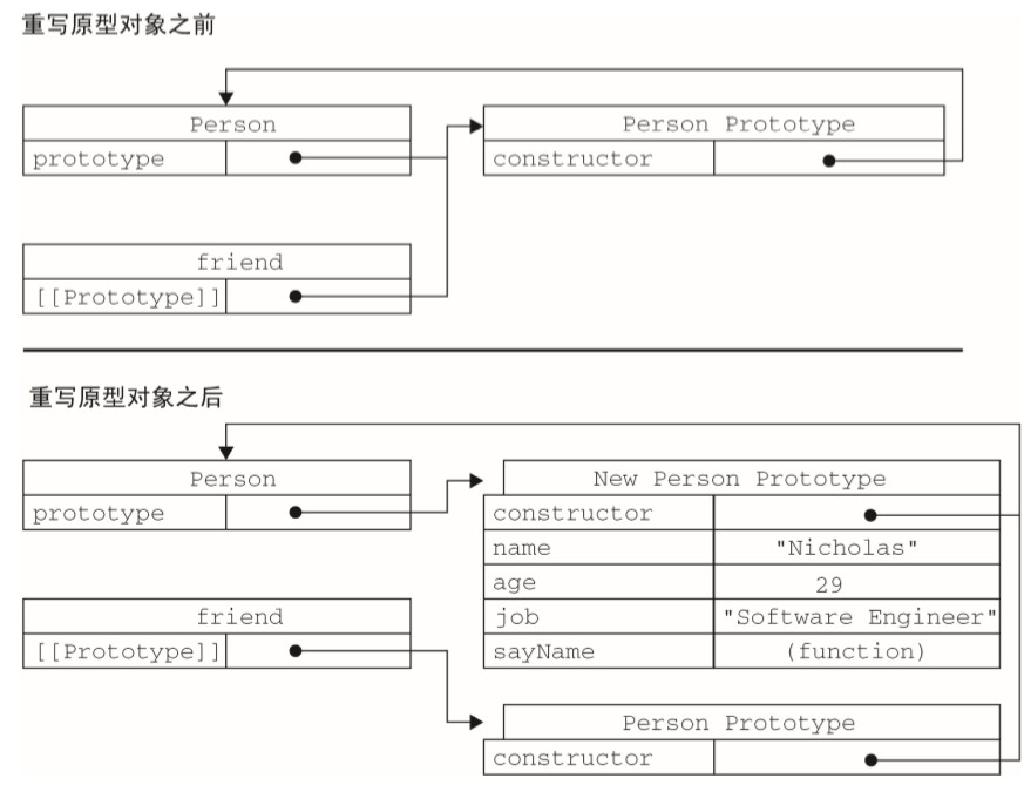 重写原型对象之前
Person
prototype
Person Prototype
constructor
friend
[[Prototype]]
重写原型对象之后
Person
prototype
New Person Prototype
constructor
name "Nicholas"
age 29
job "Software Engineer"
sayName (function)
friend
[[Prototype]]
Person Prototype
constructor